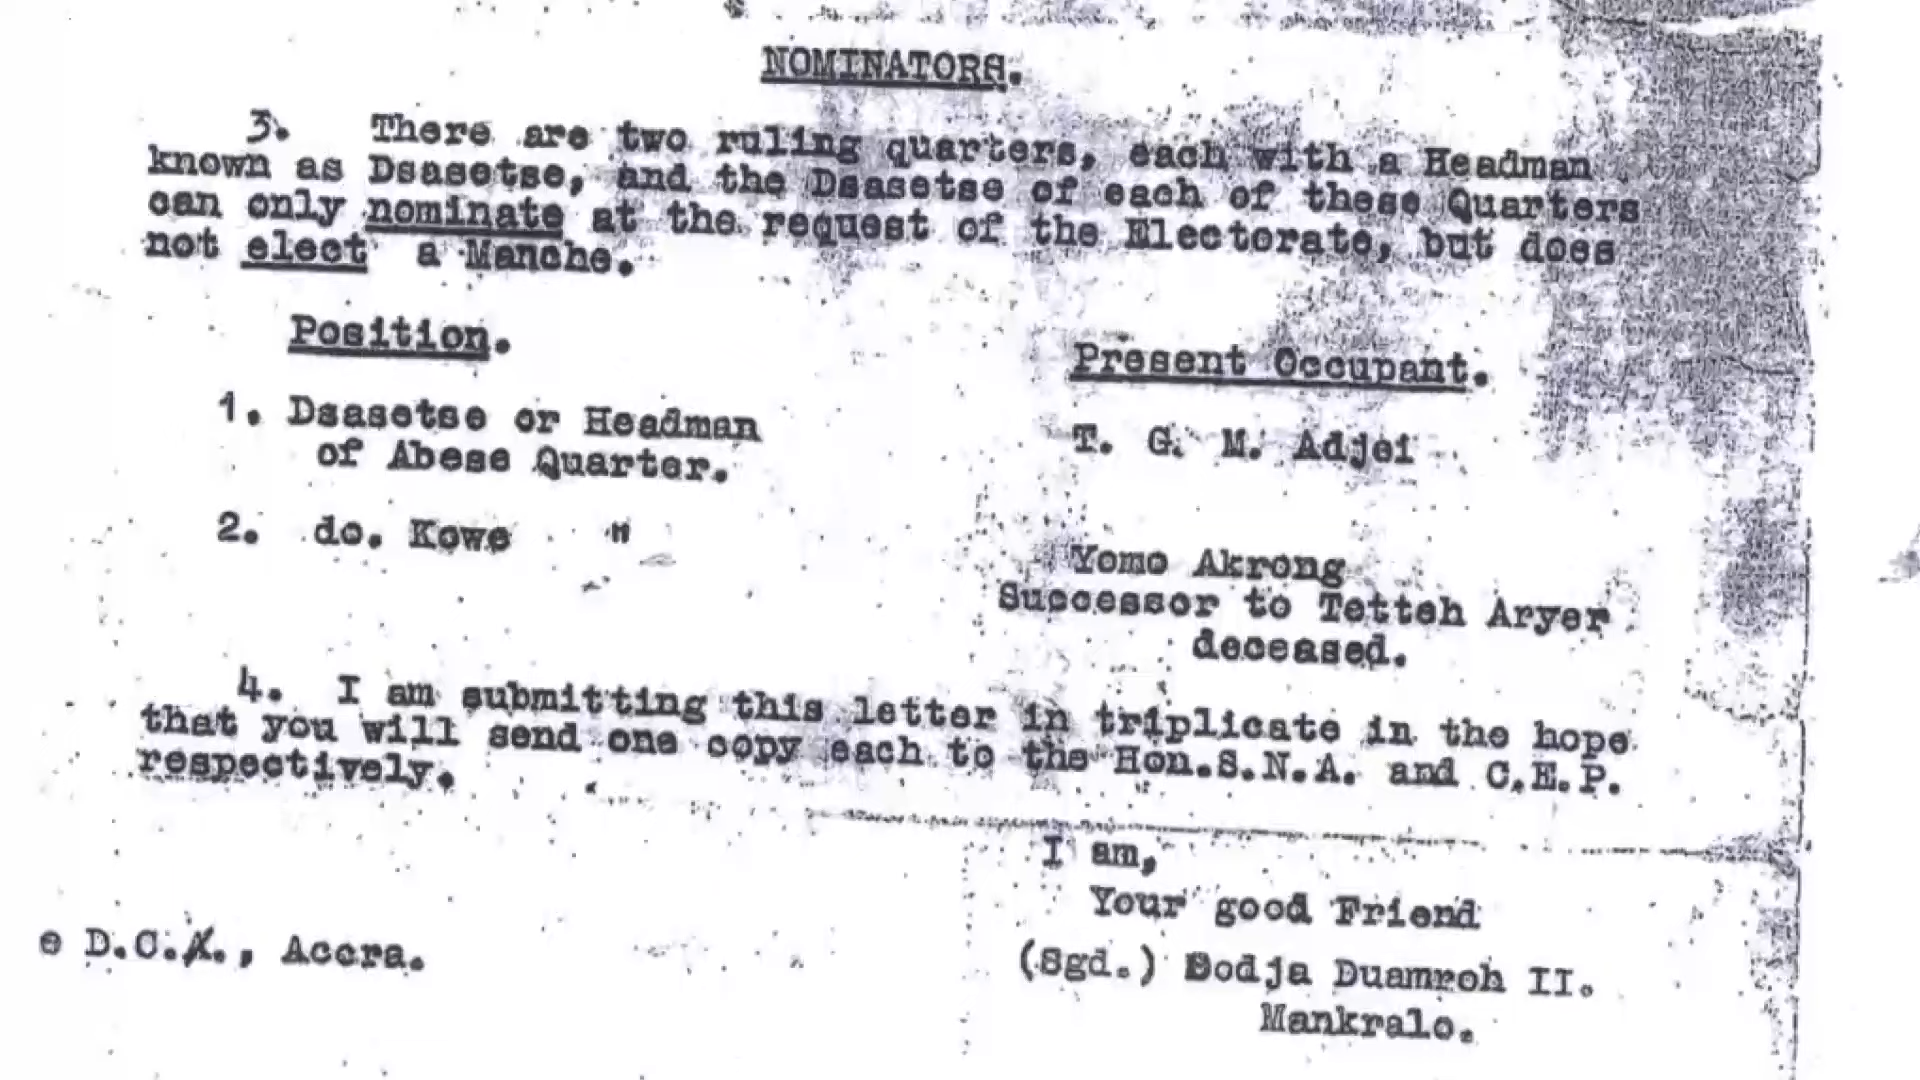 NOMINATORS.
3. There are two ruling quarters, each with a Headman
known as Dsasetse, and the Dsasetse of each of these Quarters
can only nominate at the request of the Electorate, but does
not elect a Manche.
Position.
Present Occupant.
1. Dsasetse or Headman
of Abese Quarter.
T. G. M. Adjei
2. do. Kowe "
Yomo Akrong
Successor to Tetteh Aryer
deceased.
4. I am submitting this letter in triplicate in the hope
that you will send one copy each to the Hon.S.N.A. and C.E.P.
respectively.
I am,
Your good Friend
e D.C.A., Accra.
(Sgd.) Dodja Duamroh II.
Mankralo.